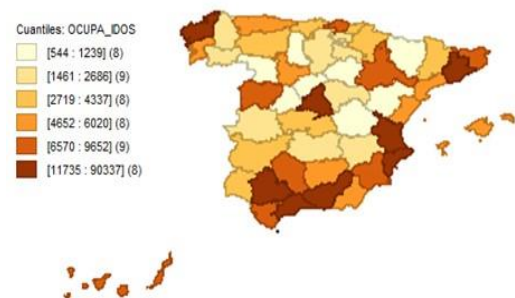 Cuantiles: OCUPA_IDOS
[544 : 1239] (8)
[1461 : 2686] (9)
[2719 : 4337] (8)
[4652 : 6020] (8)
[6570 : 9652] (9)
[11735 : 90337] (8)